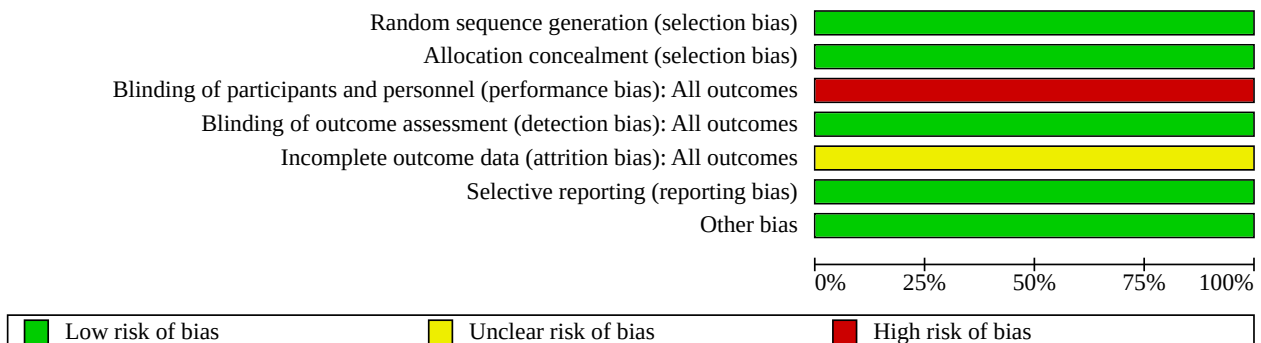 Random sequence generation (selection bias)
Allocation concealment (selection bias)
Blinding of participants and personnel (performance bias): All outcomes
Blinding of outcome assessment (detection bias): All outcomes
Incomplete outcome data (attrition bias): All outcomes
Selective reporting (reporting bias)
Other bias
0% 25% 50% 75% 100%
Low risk of bias Unclear risk of bias High risk of bias